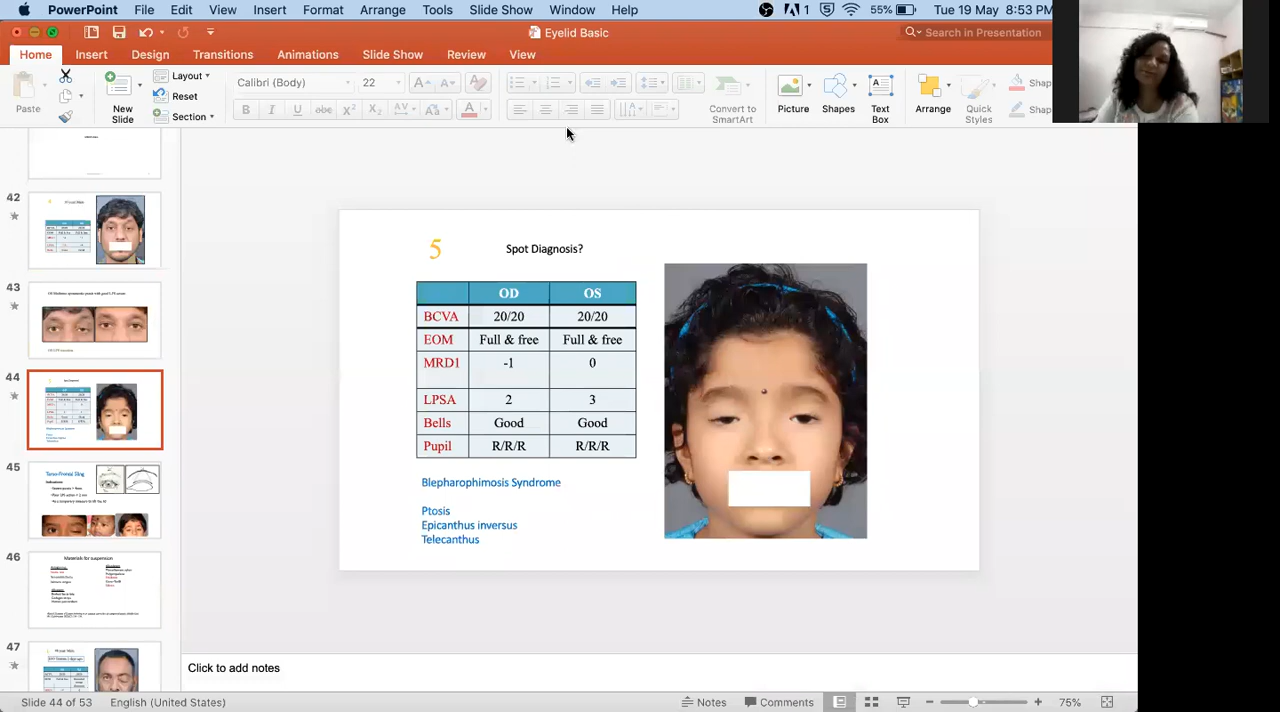 PowerPoint File Edit View Insert Format Arrange Tools Slide Show Window Help 1 55% Tue 19 May 8:53 PM
Eyelid Basic Search in Presentation
Home Insert Design Transitions Animations Slide Show Review View
Paste New Slide Layout Reset Section Calibri (Body) 22 Convert to SmartArt Picture Shapes Text Box Arrange Quick Styles
42
43
44
45
46
47
Materials for suspension
5 Spot Diagnosis?
OD OS
BCVA 20/20 20/20
EOM Full & free Full & free
MRD1 -1 0
LPSA 2 3
Bells Good Good
Pupil R/R/R R/R/R
Blepharophimosis Syndrome
Ptosis
Epicanthus inversus
Telecanthus
Click to add notes
Slide 44 of 53 English (United States) Notes Comments 75%